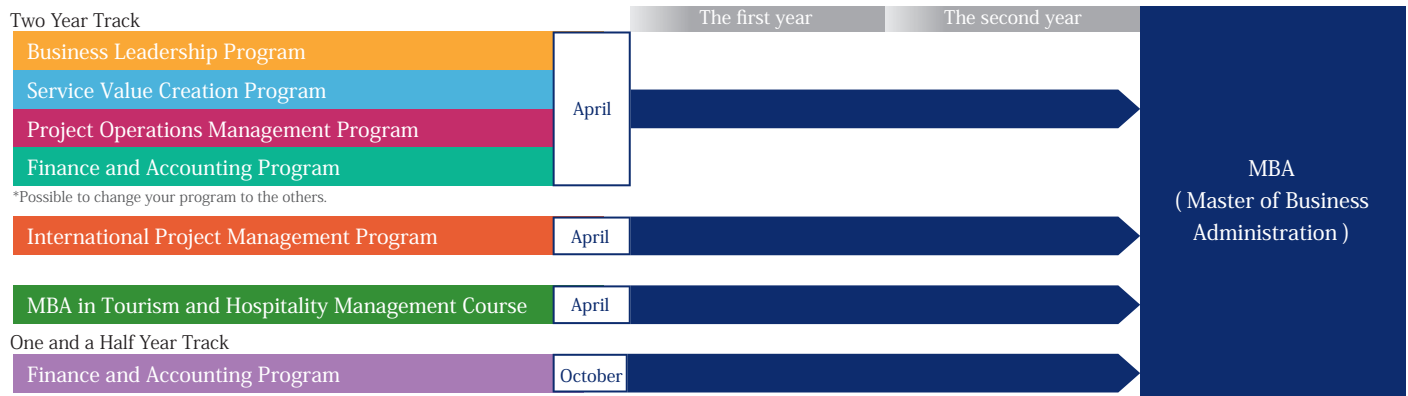 Two Year Track
The first year
The second year
Business Leadership Program
Service Value Creation Program
Project Operations Management Program
Finance and Accounting Program
April
*Possible to change your program to the others.
International Project Management Program
April
MBA in Tourism and Hospitality Management Course
April
One and a Half Year Track
Finance and Accounting Program
October
MBA
( Master of Business
Administration )